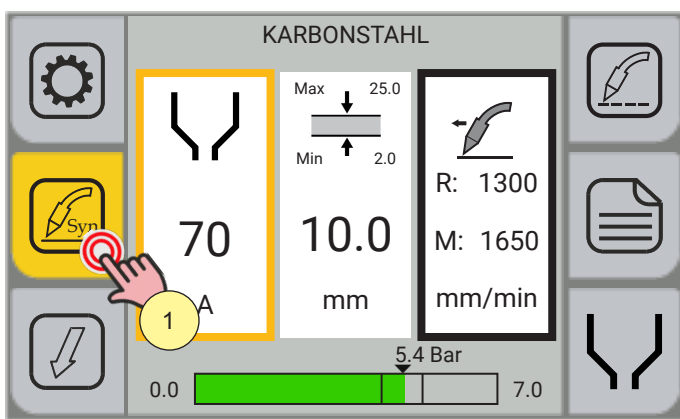 KARBONSTAHL
Syn
1
70
A
Max 25.0
Min 2.0
10.0
mm
R: 1300
M: 1650
mm/min
5.4 Bar
0.0 7.0